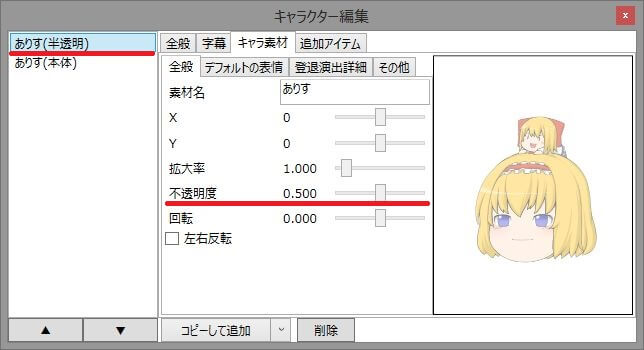 キャラクター編集
x
ありす(半透明)
ありす(本体)
全般 字幕 キャラ素材 追加アイテム
全般 デフォルトの表情 登退演出詳細 その他
素材名 ありす
X 0
Y 0
拡大率 1.000
不透明度 0.500
回転 0.000
左右反転
▲ ▼ コピーして追加 削除